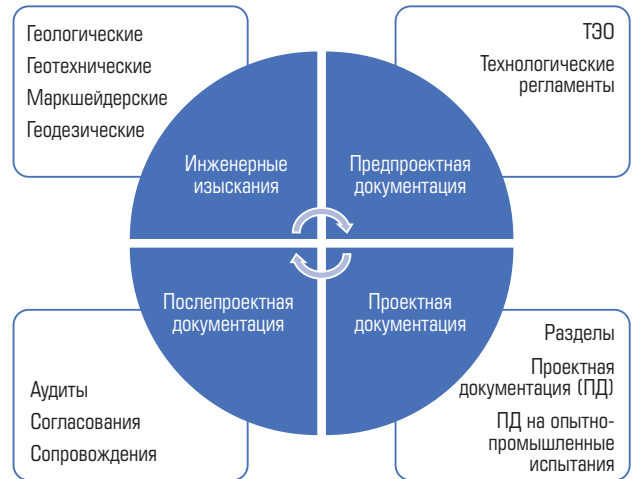 Геологические
Геотехнические
Маркшейдерские
Геодезические
ТЭО
Технологические
регламенты
Инженерные
изыскания
Предпроектная
документация
Послепроектная
документация
Проектная
документация
Аудиты
Согласования
Сопровождения
Разделы
Проектная
документация (ПД)
ПД на опытно-
промышленные
испытания